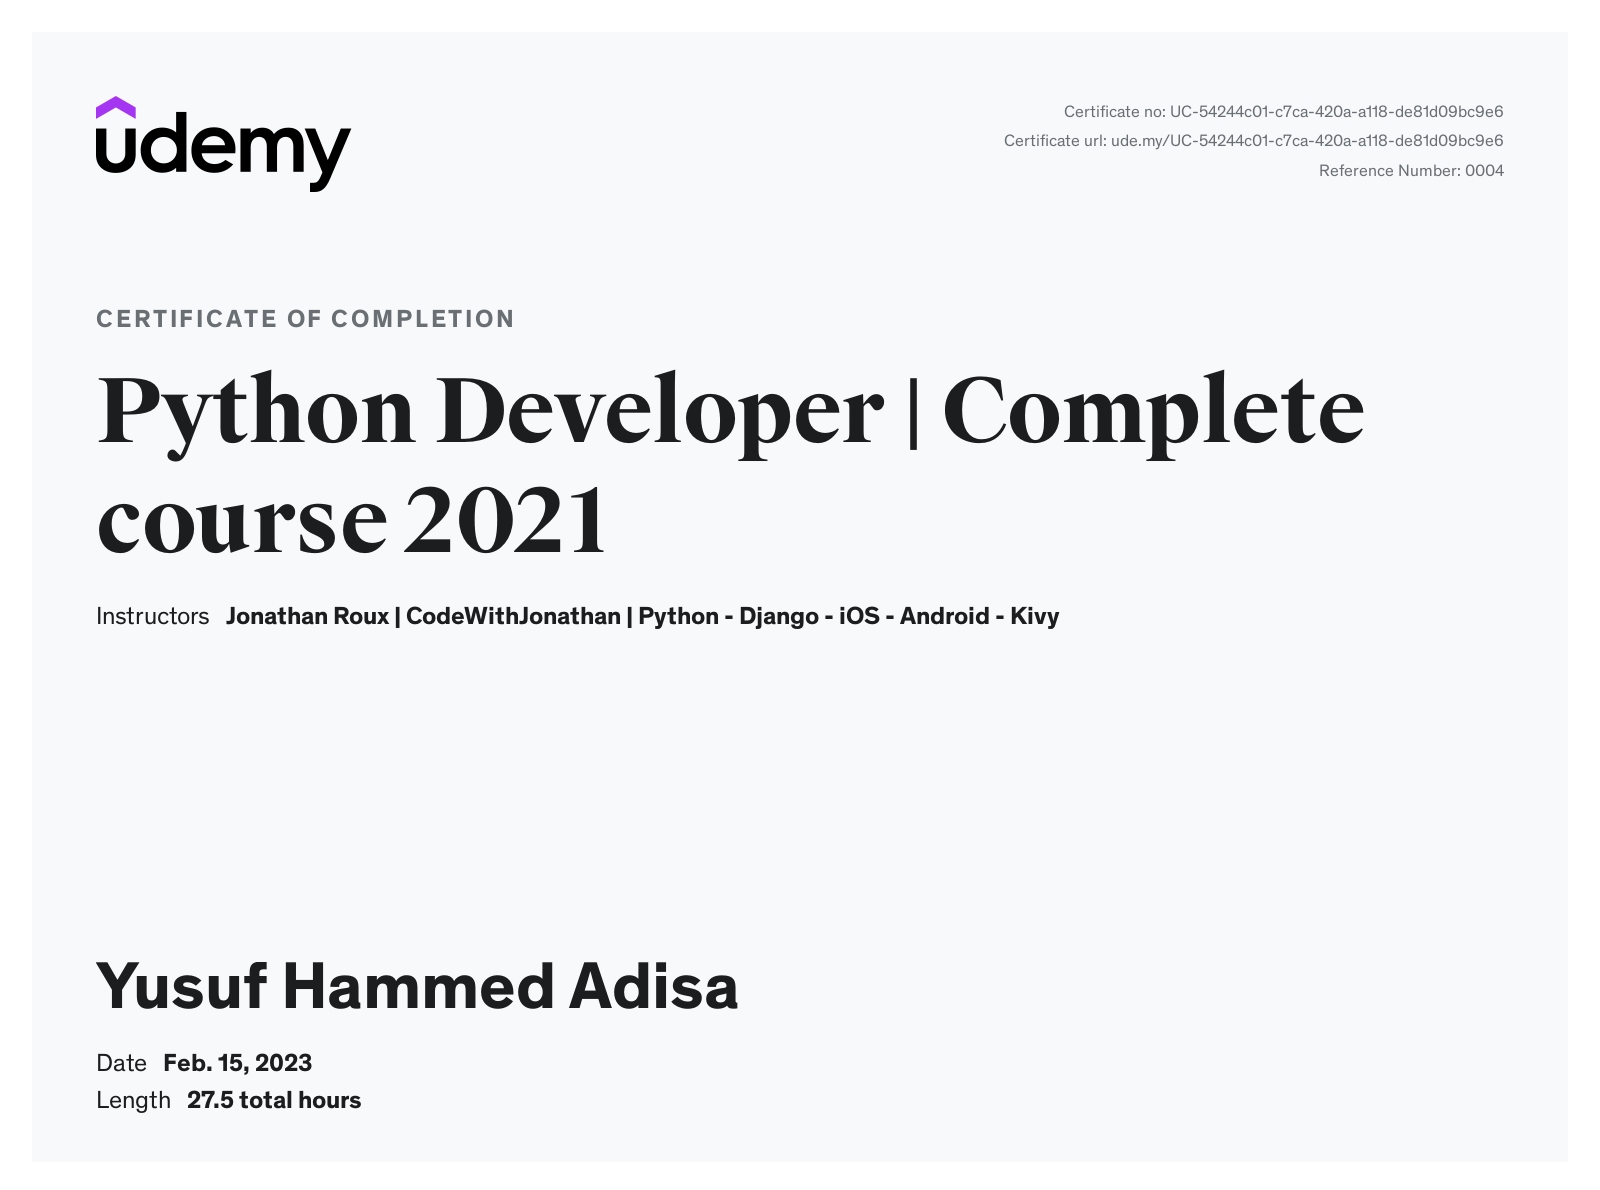 udemy
Certificate no: UC-54244c01-c7ca-420a-a118-de81d09bc9e6
Certificate url: ude.my/UC-54244c01-c7ca-420a-a118-de81d09bc9e6
Reference Number: 0004
CERTIFICATE OF COMPLETION
Python Developer | Complete
course 2021
Instructors Jonathan Roux | CodeWithJonathan | Python - Django - iOS - Android - Kivy
Yusuf Hammed Adisa
Date Feb. 15, 2023
Length 27.5 total hours